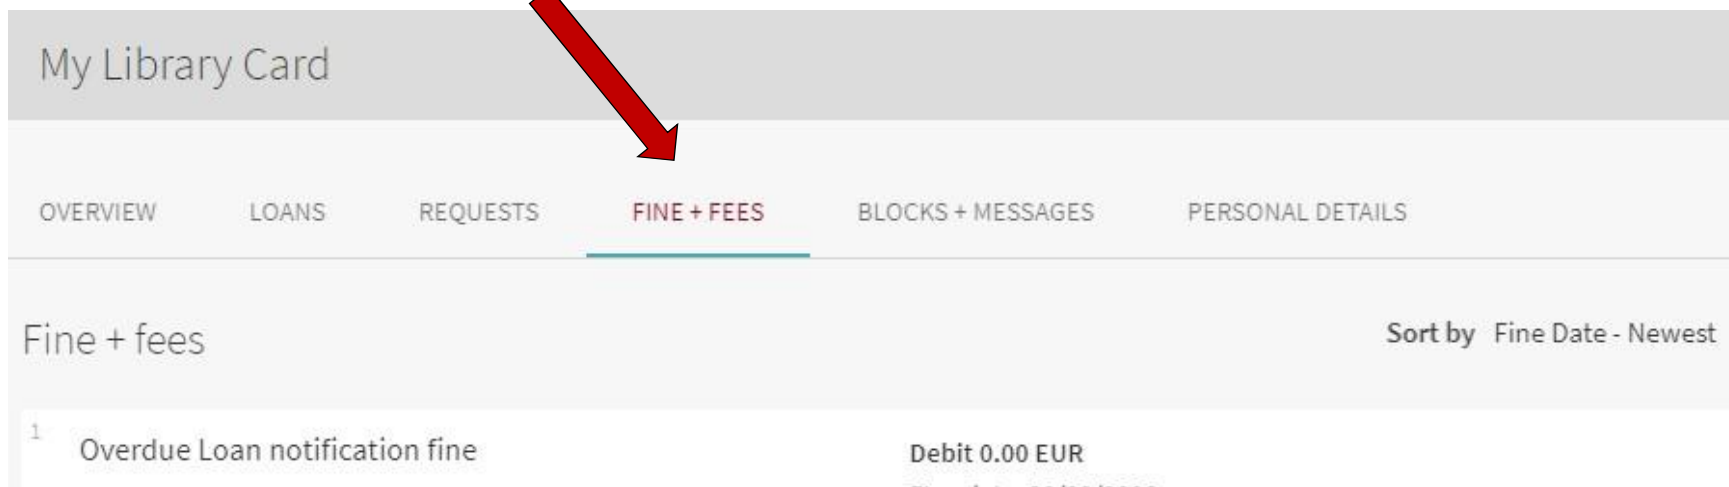 My Library Card
OVERVIEW LOANS REQUESTS FINE + FEES BLOCKS + MESSAGES PERSONAL DETAILS
Fine + fees
Sort by Fine Date - Newest
1 Overdue Loan notification fine
Debit 0.00 EUR